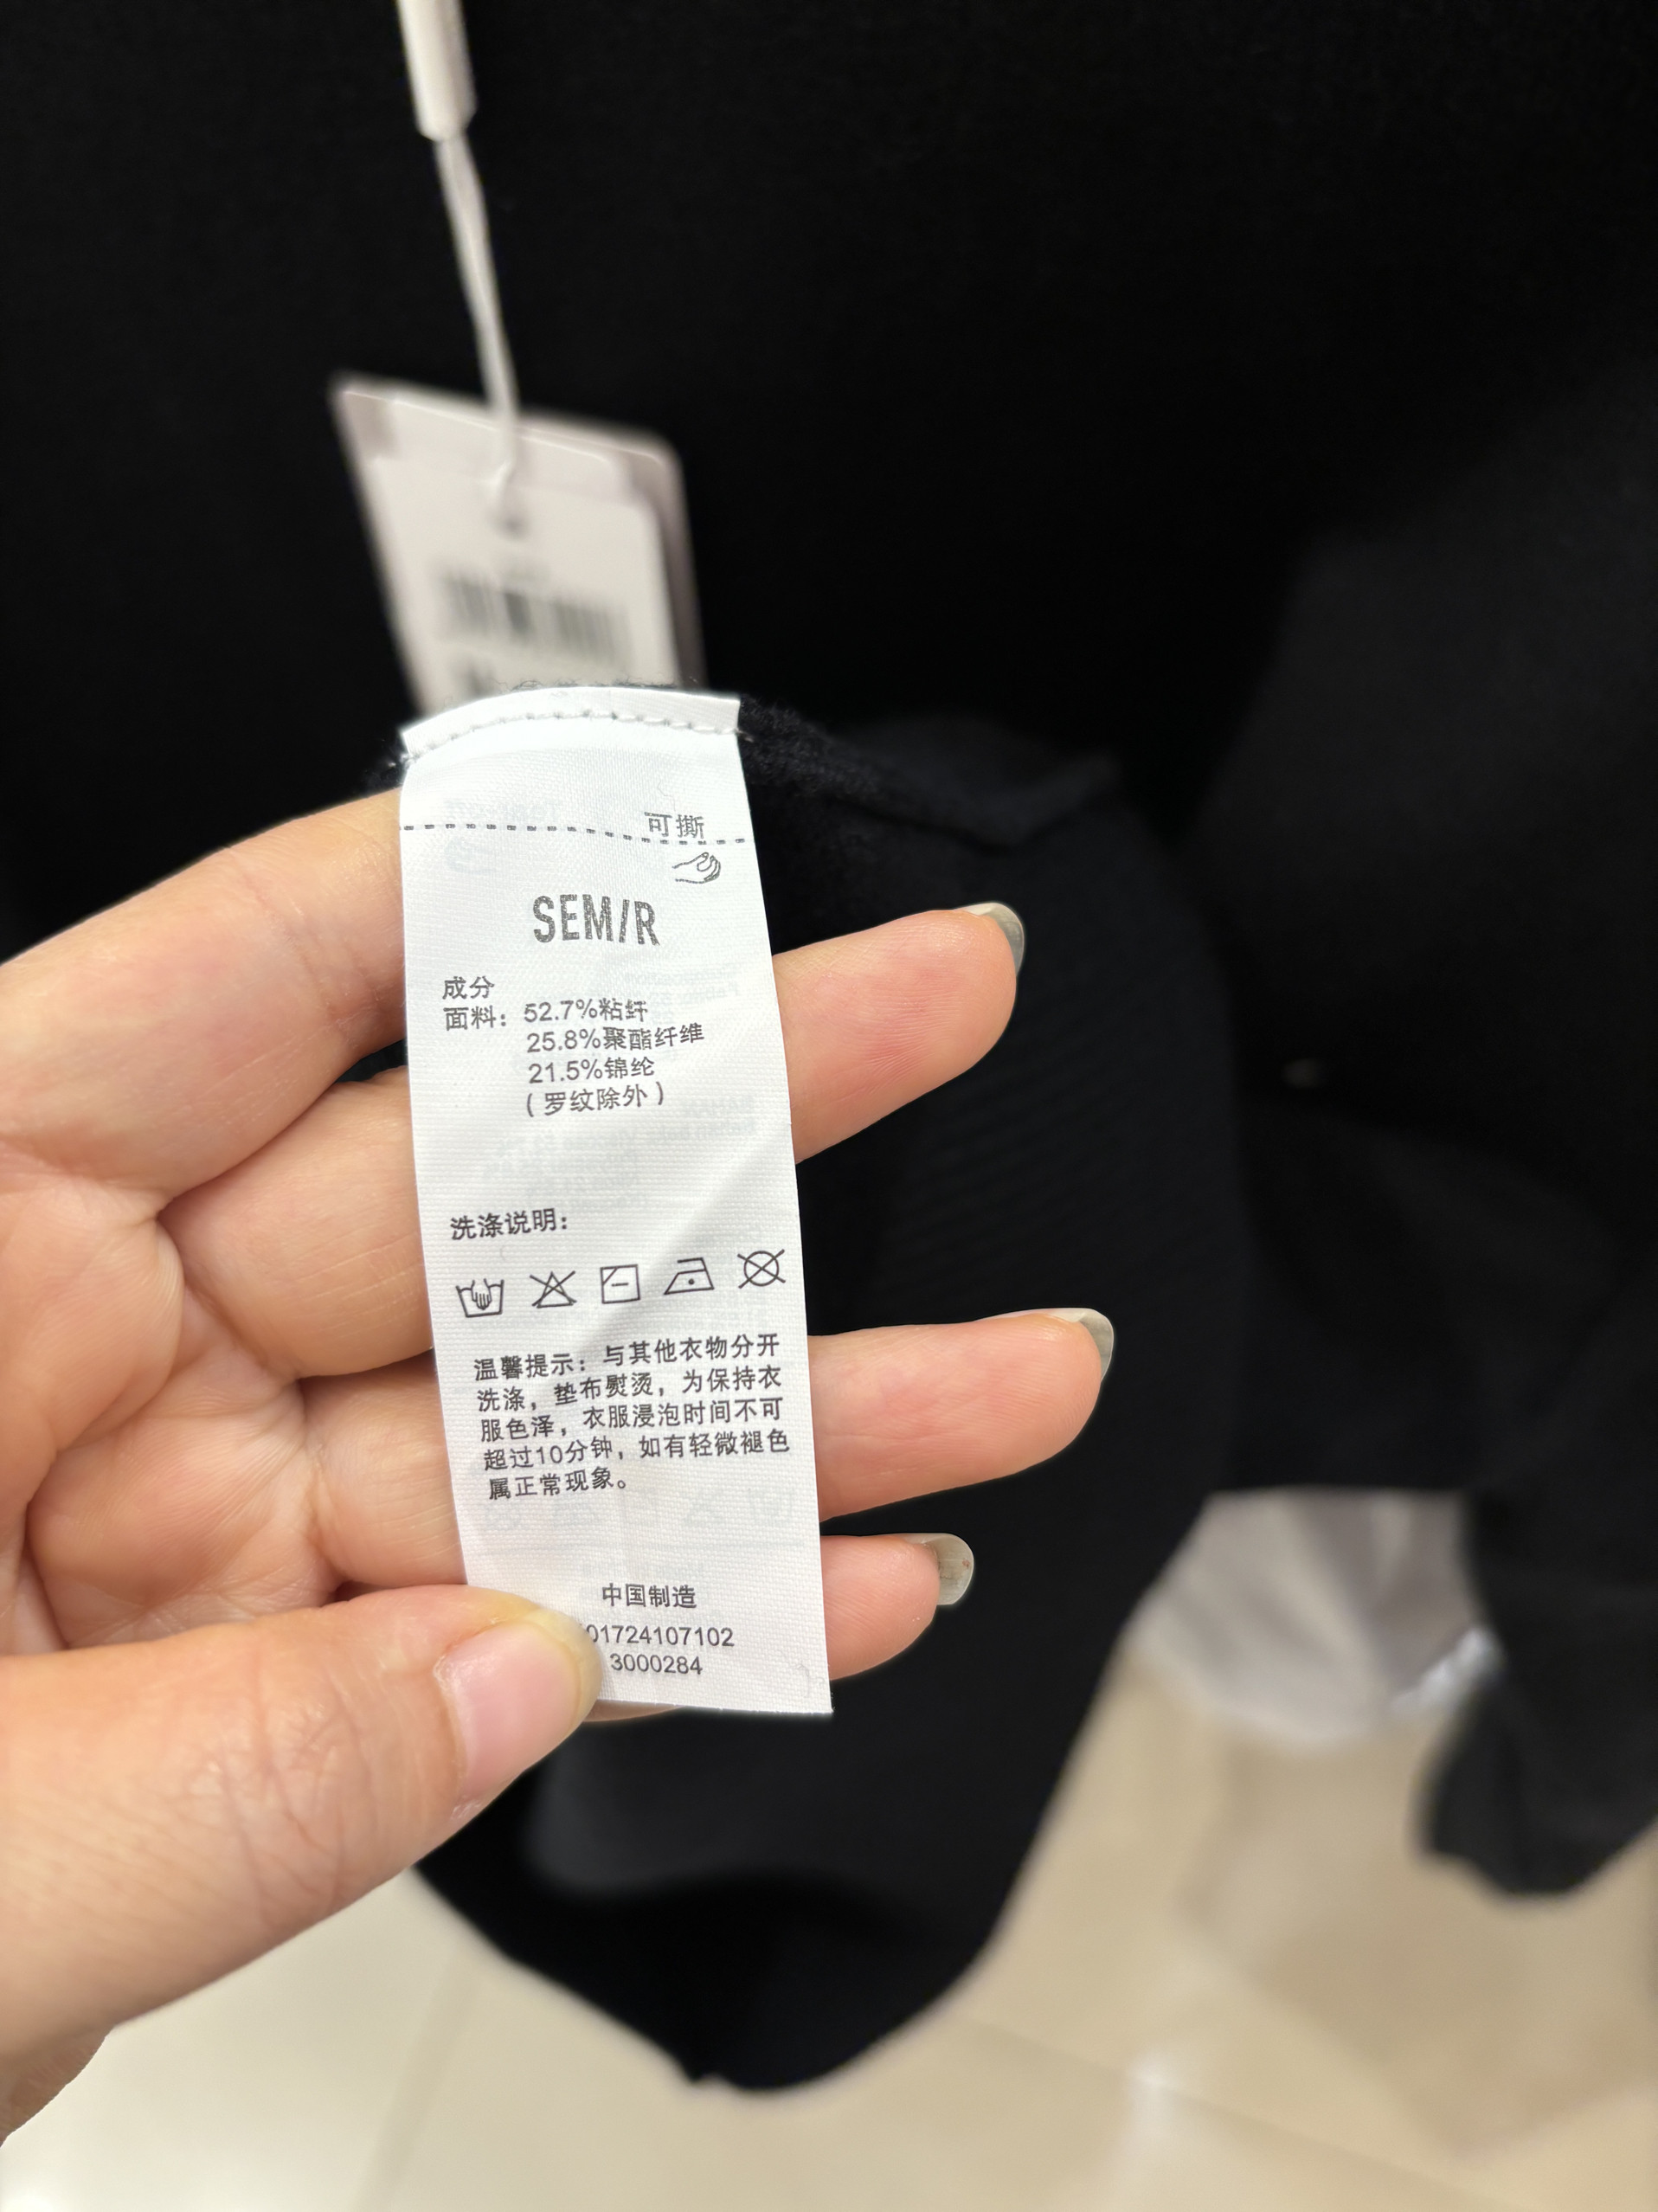 可撕
SEM/R
成分
面料：52.7%粘纤
25.8%聚酯纤维
21.5%锦纶
（罗纹除外）
洗涤说明：
温馨提示：与其他衣物分开
洗涤，垫布熨烫，为保持衣
服色泽，衣服浸泡时间不可
超过10分钟，如有轻微褪色
属正常现象。
中国制造
01724107102
3000284